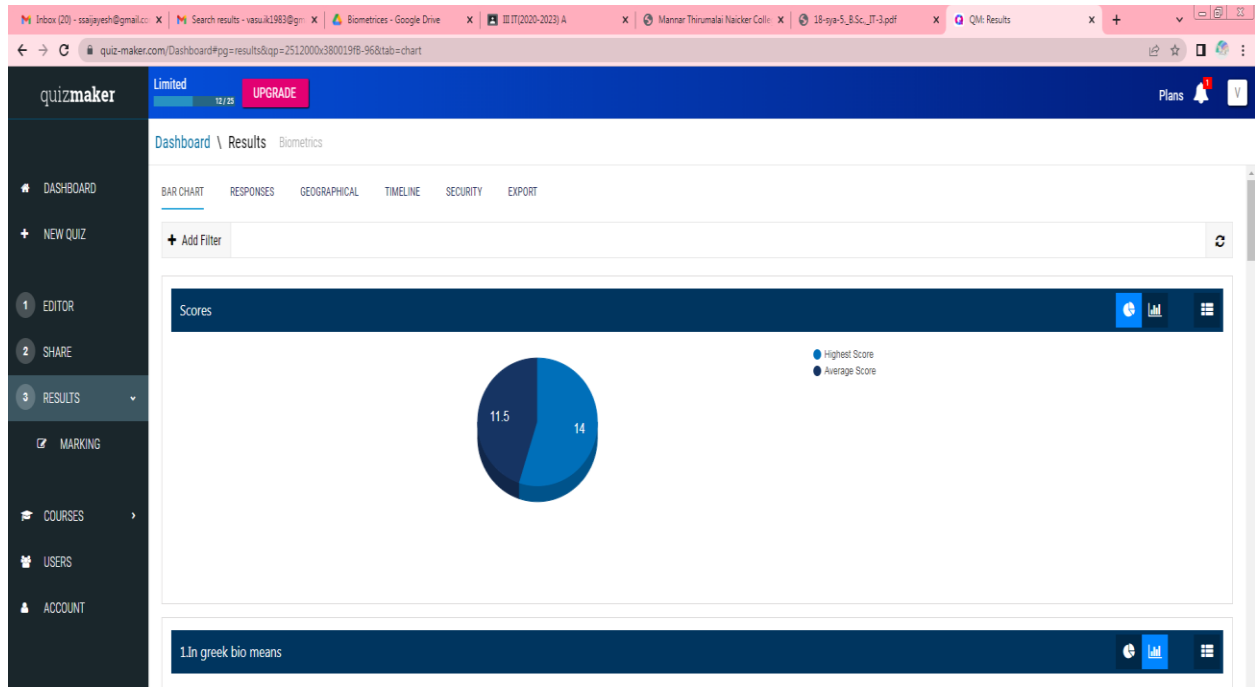 Inbox (20) - ssaijayesh@gmail.co
Search results - vasu.ik1983@gm
Biometrices - Google Drive
III IT(2020-2023) A
Mannar Thirumalai Naicker Colle
18-sya-5_B.Sc._IT-3.pdf
QM: Results
quiz-maker.com/Dashboard#pg=results&qp=2512000x380019fB-96&tab=chart
quizmaker
Limited
12/25
UPGRADE
Plans
1
V
Dashboard \ Results Biometrics
DASHBOARD
NEW QUIZ
1 EDITOR
2 SHARE
3 RESULTS
MARKING
COURSES
USERS
ACCOUNT
BAR CHART RESPONSES GEOGRAPHICAL TIMELINE SECURITY EXPORT
+ Add Filter
Scores
11.5
14
Highest Score
Average Score
1.In greek bio means